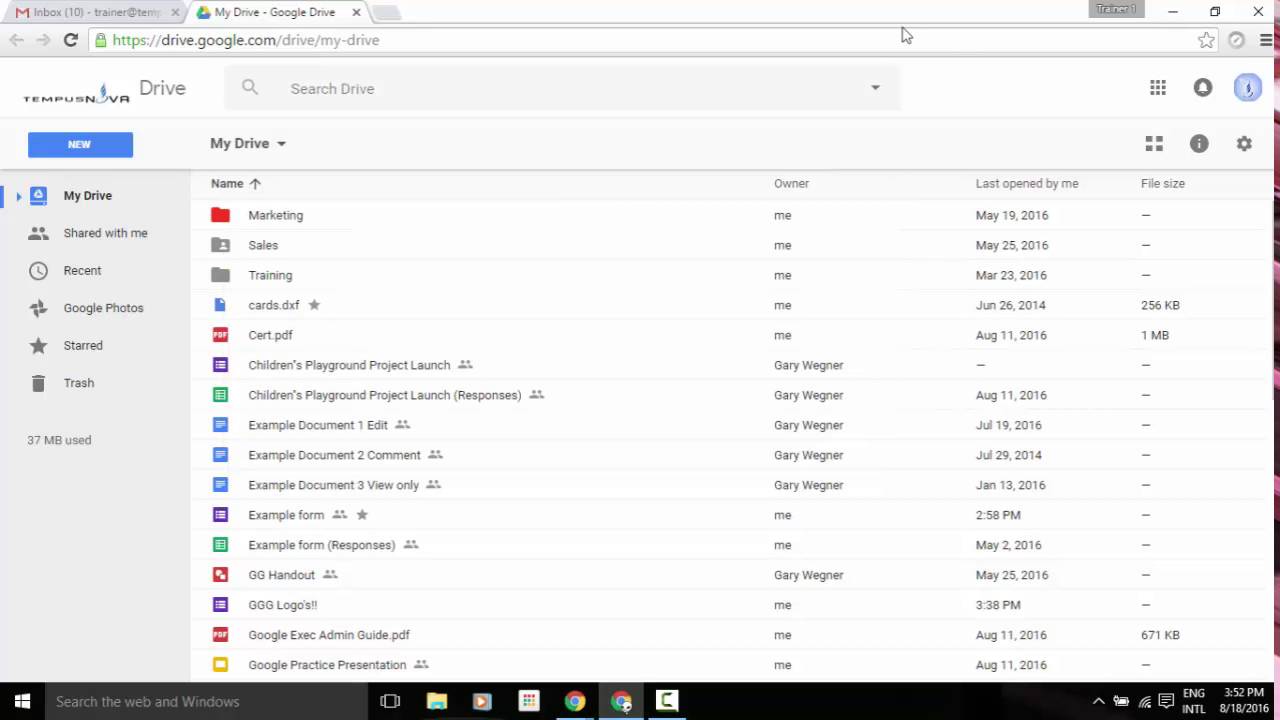 Inbox (10) - trainer@temp
My Drive - Google Drive
Trainer 1
https://drive.google.com/drive/my-drive
TEMPUSNOVA Drive
Search Drive
NEW
My Drive
My Drive
Shared with me
Recent
Google Photos
Starred
Trash
37 MB used
Name Owner Last opened by me File size
Marketing me May 19, 2016 –
Sales me May 25, 2016 –
Training me Mar 23, 2016 –
cards.dxf me Jun 26, 2014 256 KB
PDF Cert.pdf me Aug 11, 2016 1 MB
Children"s Playground Project Launch Gary Wegner – –
Children"s Playground Project Launch (Responses) Gary Wegner Aug 11, 2016 –
Example Document 1 Edit Gary Wegner Jul 19, 2016 –
Example Document 2 Comment Gary Wegner Jul 29, 2014 –
Example Document 3 View only Gary Wegner Jan 13, 2016 –
Example form me 2:58 PM –
Example form (Responses) me May 2, 2016 –
GG Handout Gary Wegner May 25, 2016 –
GGG Logo's!! me 3:38 PM –
PDF Google Exec Admin Guide.pdf me Aug 11, 2016 671 KB
Google Practice Presentation me Aug 11, 2016 –
Search the web and Windows
ENG
INTL
3:52 PM
8/18/2016